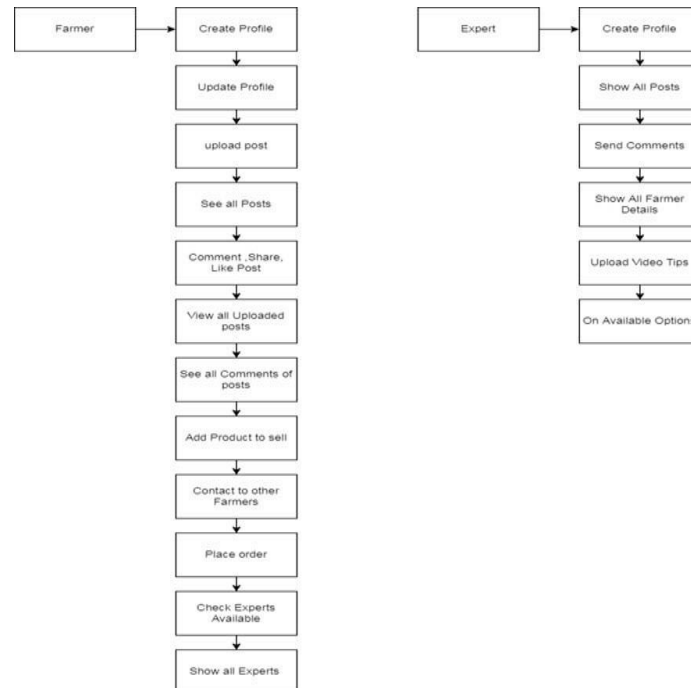 Farmer
Create Profile
Update Profile
upload post
See all Posts
Comment ,Share,
Like Post
View all Uploaded
posts
See all Comments of
posts
Add Product to sell
Contact to other
Farmers
Place order
Check Experts
Available
Show all Experts
Expert
Create Profile
Show All Posts
Send Comments
Show All Farmer
Details
Upload Video Tips
On Available Option